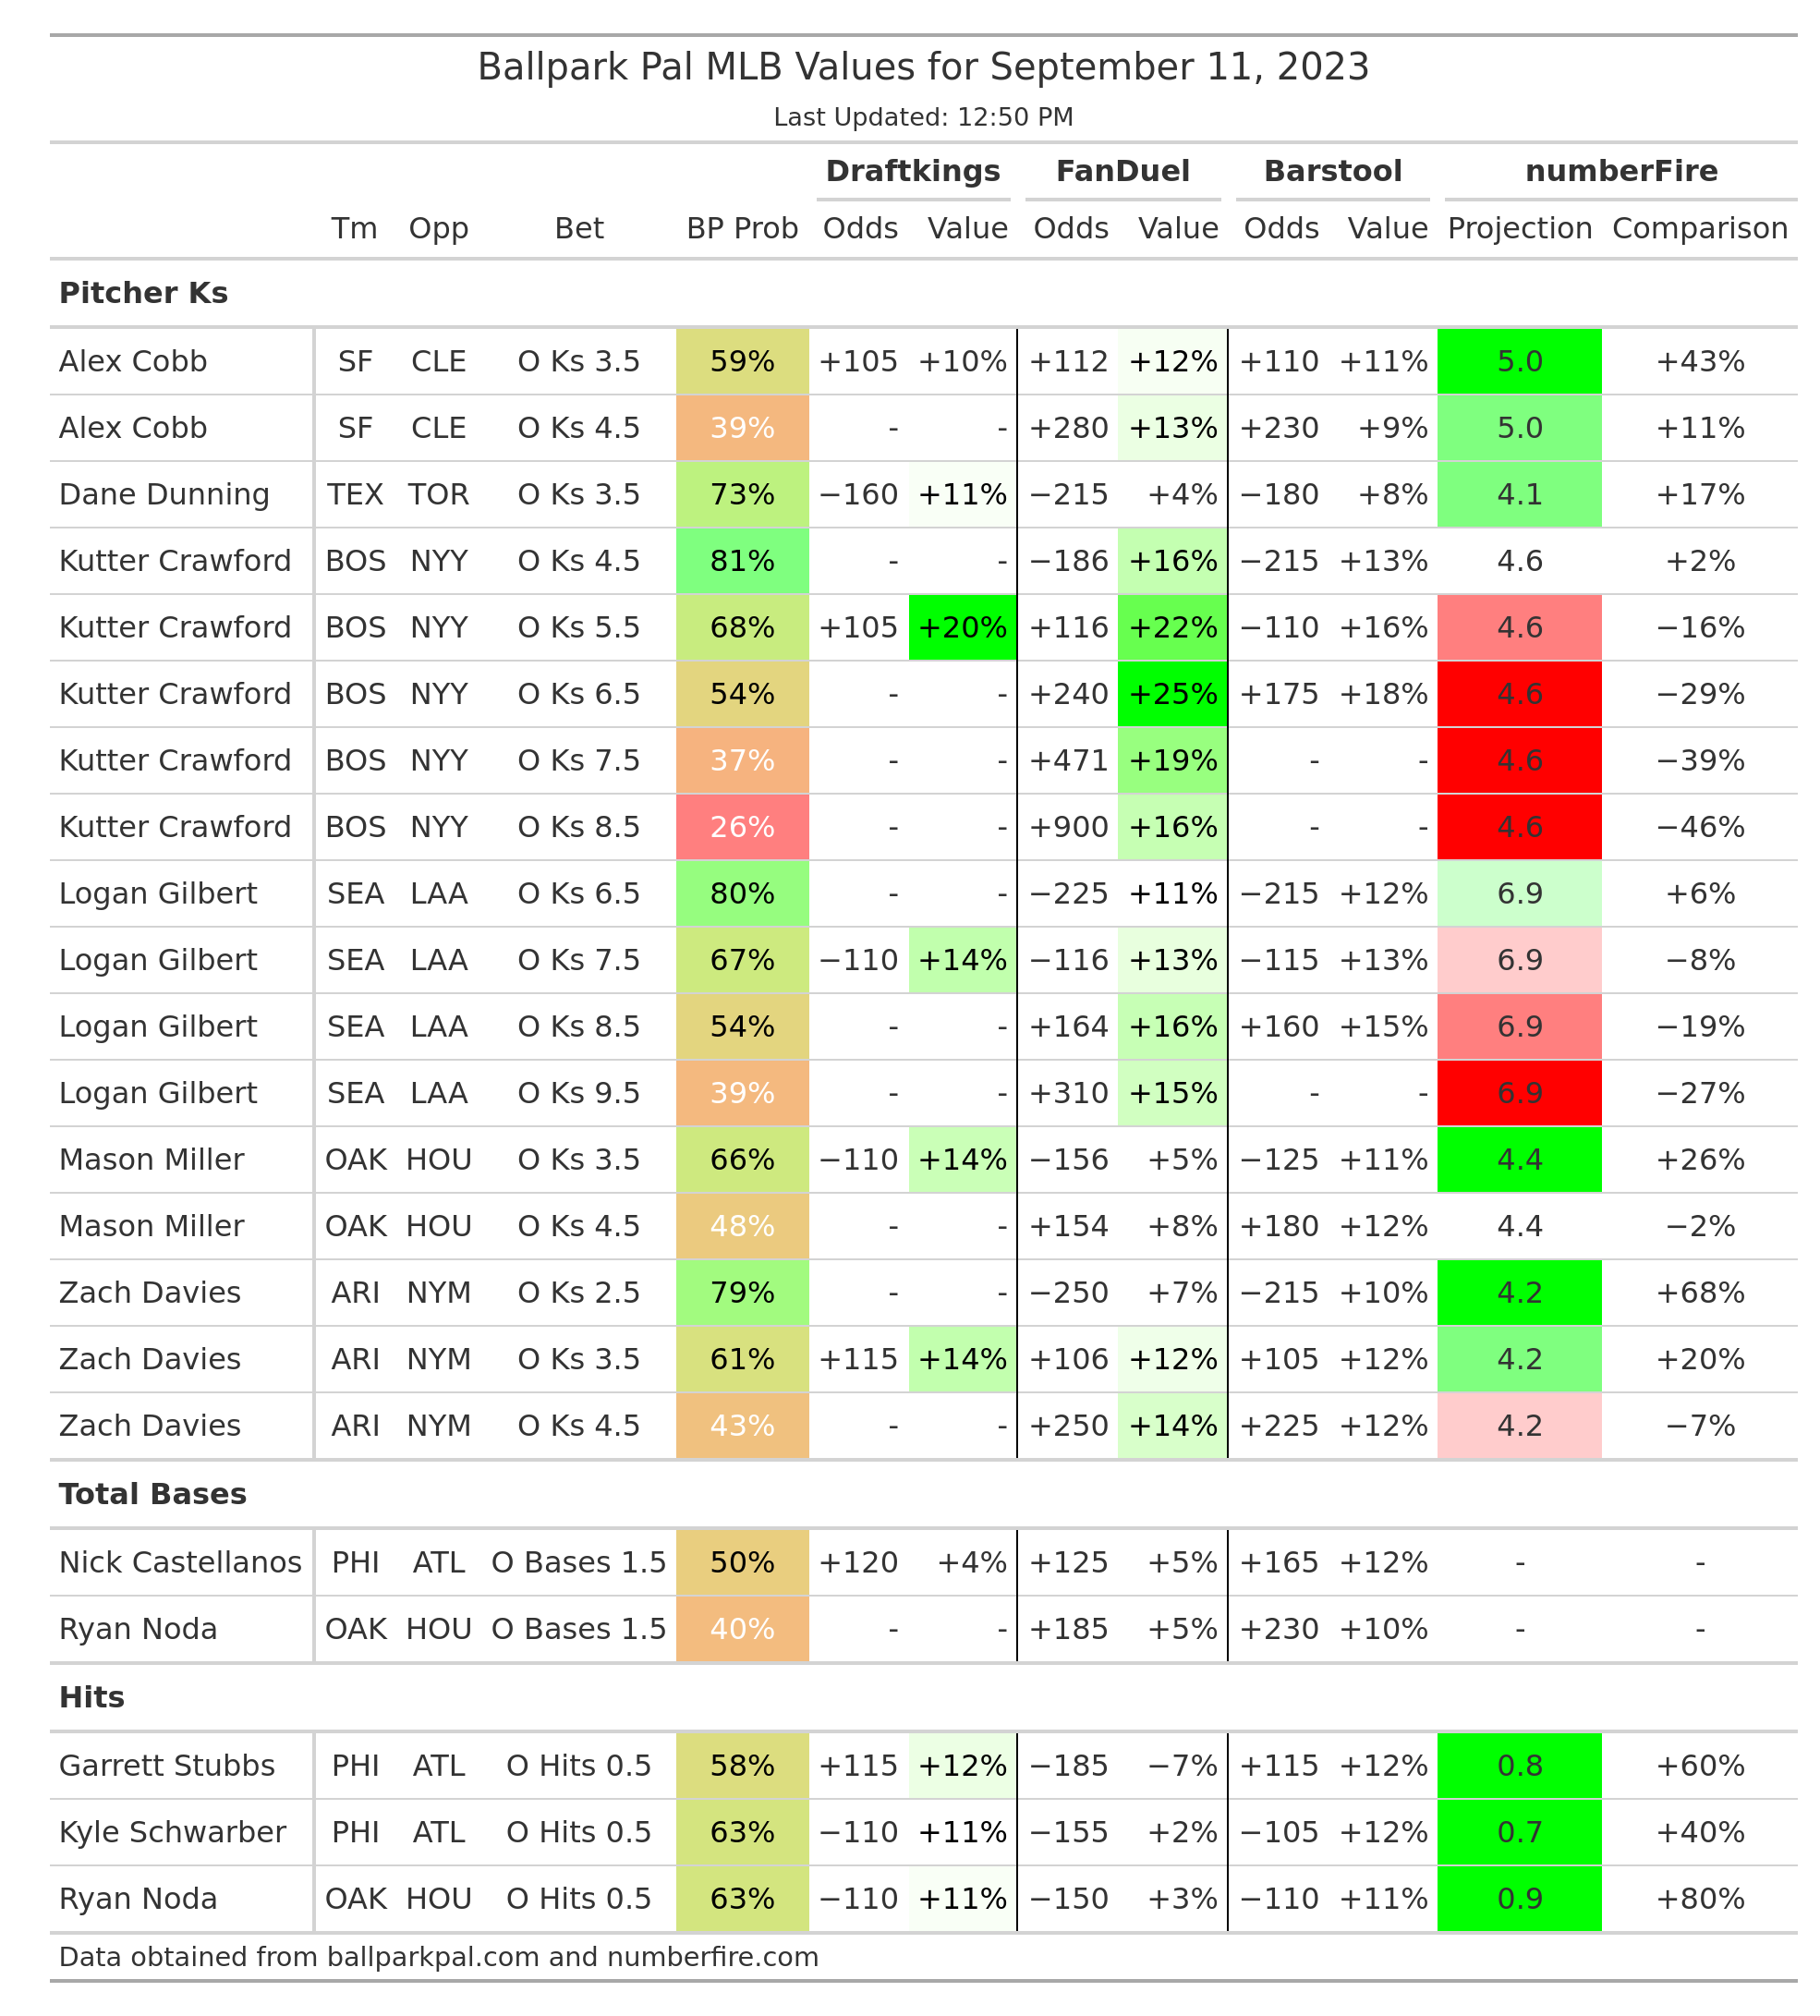 Ballpark Pal MLB Values for September 11, 2023
Last Updated: 12:50 PM
Draftkings FanDuel Barstool numberFire
Tm Opp Bet BP Prob Odds Value Odds Value Odds Value Projection Comparison
Pitcher Ks
Alex Cobb SF CLE O Ks 3.5 59% +105 +10% +112 +12% +110 +11% 5.0 +43%
Alex Cobb SF CLE O Ks 4.5 39% - - +280 +13% +230 +9% 5.0 +11%
Dane Dunning TEX TOR O Ks 3.5 73% −160 +11% −215 +4% −180 +8% 4.1 +17%
Kutter Crawford BOS NYY O Ks 4.5 81% - - −186 +16% −215 +13% 4.6 +2%
Kutter Crawford BOS NYY O Ks 5.5 68% +105 +20% +116 +22% −110 +16% 4.6 −16%
Kutter Crawford BOS NYY O Ks 6.5 54% - - +240 +25% +175 +18% 4.6 −29%
Kutter Crawford BOS NYY O Ks 7.5 37% - - +471 +19% - - 4.6 −39%
Kutter Crawford BOS NYY O Ks 8.5 26% - - +900 +16% - - 4.6 −46%
Logan Gilbert SEA LAA O Ks 6.5 80% - - −225 +11% −215 +12% 6.9 +6%
Logan Gilbert SEA LAA O Ks 7.5 67% −110 +14% −116 +13% −115 +13% 6.9 −8%
Logan Gilbert SEA LAA O Ks 8.5 54% - - +164 +16% +160 +15% 6.9 −19%
Logan Gilbert SEA LAA O Ks 9.5 39% - - +310 +15% - - 6.9 −27%
Mason Miller OAK HOU O Ks 3.5 66% −110 +14% −156 +5% −125 +11% 4.4 +26%
Mason Miller OAK HOU O Ks 4.5 48% - - +154 +8% +180 +12% 4.4 −2%
Zach Davies ARI NYM O Ks 2.5 79% - - −250 +7% −215 +10% 4.2 +68%
Zach Davies ARI NYM O Ks 3.5 61% +115 +14% +106 +12% +105 +12% 4.2 +20%
Zach Davies ARI NYM O Ks 4.5 43% - - +250 +14% +225 +12% 4.2 −7%
Total Bases
Nick Castellanos PHI ATL O Bases 1.5 50% +120 +4% +125 +5% +165 +12% - -
Ryan Noda OAK HOU O Bases 1.5 40% - - +185 +5% +230 +10% - -
Hits
Garrett Stubbs PHI ATL O Hits 0.5 58% +115 +12% −185 −7% +115 +12% 0.8 +60%
Kyle Schwarber PHI ATL O Hits 0.5 63% −110 +11% −155 +2% −105 +12% 0.7 +40%
Ryan Noda OAK HOU O Hits 0.5 63% −110 +11% −150 +3% −110 +11% 0.9 +80%
Data obtained from ballparkpal.com and numberfire.com